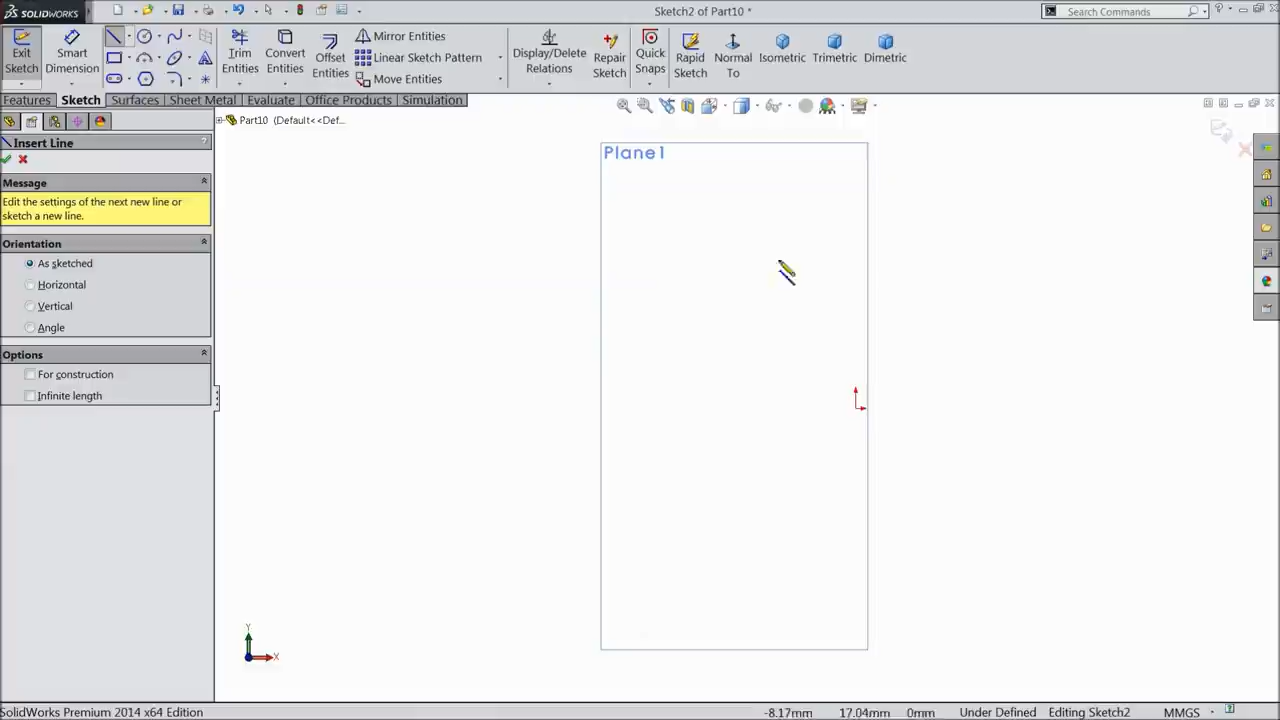 SOLIDWORKS
Sketch2 of Part10 *
Search Commands
Exit Sketch
Smart Dimension
Trim Entities
Convert Entities
Offset Entities
Mirror Entities
Linear Sketch Pattern
Move Entities
Display/Delete Relations
Repair Sketch
Quick Snaps
Rapid Sketch
Normal To
Isometric
Trimetric
Dimetric
Features
Sketch
Surfaces
Sheet Metal
Evaluate
Office Products
Simulation
Part10 (Default<<Def...
Insert Line
?
Message
Edit the settings of the next new line or
sketch a new line.
Orientation
As sketched
Horizontal
Vertical
Angle
Options
For construction
Infinite length
Plane1
Y
X
SolidWorks Premium 2014 x64 Edition
-8.17mm 17.04mm 0mm Under Defined Editing Sketch2 MMGS